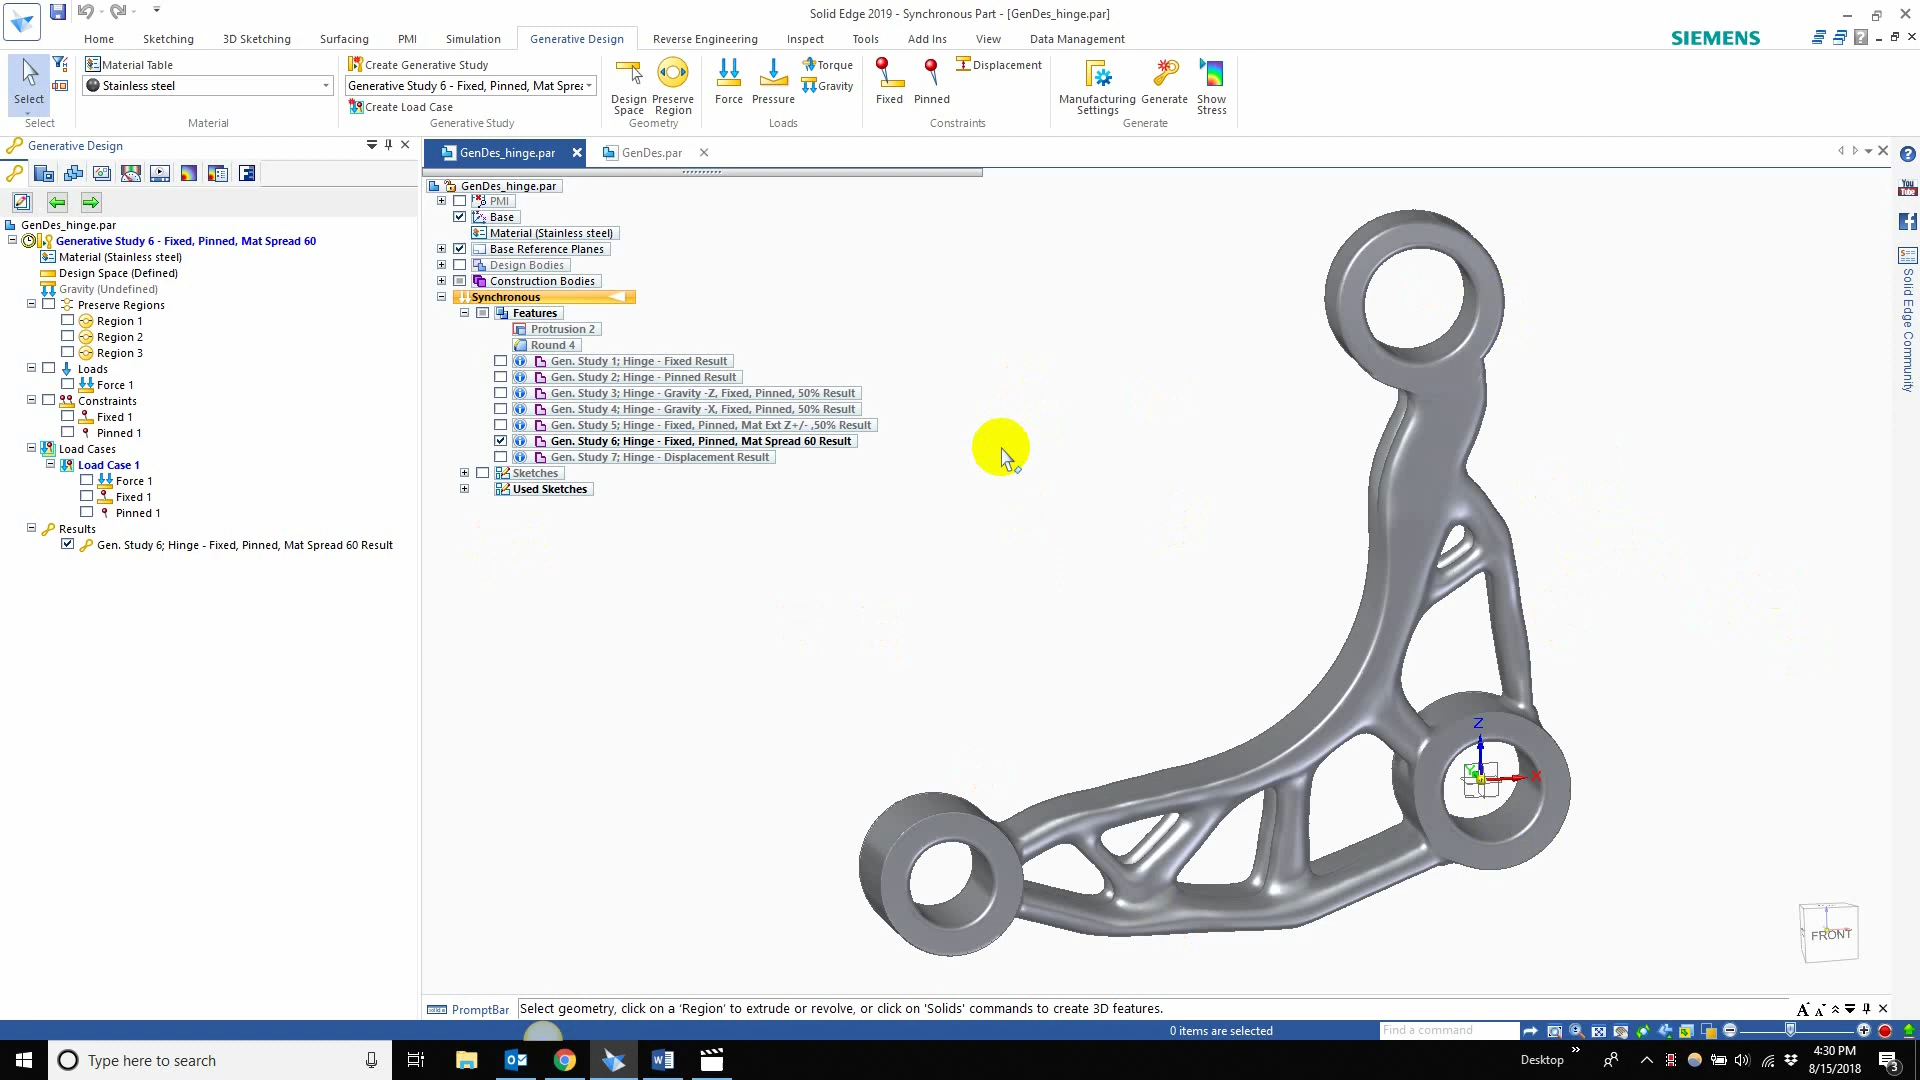 Solid Edge 2019 - Synchronous Part - [GenDes_hinge.par]
Home Sketching 3D Sketching Surfacing PMI Simulation Generative Design Reverse Engineering Inspect Tools Add Ins View Data Management
SIEMENS
Select
Select
Material Table
Stainless steel
Material
Create Generative Study
Generative Study 6 - Fixed, Pinned, Mat Sprea
Create Load Case
Generative Study
Design Space
Preserve Region
Geometry
Force
Pressure
Torque
Gravity
Loads
Fixed
Pinned
Displacement
Constraints
Manufacturing Settings
Generate
Show Stress
Generate
Generative Design
GenDes_hinge.par
Generative Study 6 - Fixed, Pinned, Mat Spread 60
Material (Stainless steel)
Design Space (Defined)
Gravity (Undefined)
Preserve Regions
Region 1
Region 2
Region 3
Loads
Force 1
Constraints
Fixed 1
Pinned 1
Load Cases
Load Case 1
Force 1
Fixed 1
Pinned 1
Results
Gen. Study 6; Hinge - Fixed, Pinned, Mat Spread 60 Result
GenDes_hinge.par
GenDes.par
GenDes_hinge.par
PMI
Base
Material (Stainless steel)
Base Reference Planes
Design Bodies
Construction Bodies
Synchronous
Features
Protrusion 2
Round 4
Gen. Study 1; Hinge - Fixed Result
Gen. Study 2; Hinge - Pinned Result
Gen. Study 3; Hinge - Gravity -Z, Fixed, Pinned, 50% Result
Gen. Study 4; Hinge - Gravity -X, Fixed, Pinned, 50% Result
Gen. Study 5; Hinge - Fixed, Pinned, Mat Ext Z+/- ,50% Result
Gen. Study 6; Hinge - Fixed, Pinned, Mat Spread 60 Result
Gen. Study 7; Hinge - Displacement Result
Sketches
Used Sketches
Z
Y
X
FRONT
You Tube
Solid Edge Community
PromptBar
Select geometry, click on a 'Region' to extrude or revolve, or click on 'Solids' commands to create 3D features.
0 items are selected
Find a command
Type here to search
Desktop
4:30 PM
8/15/2018
3